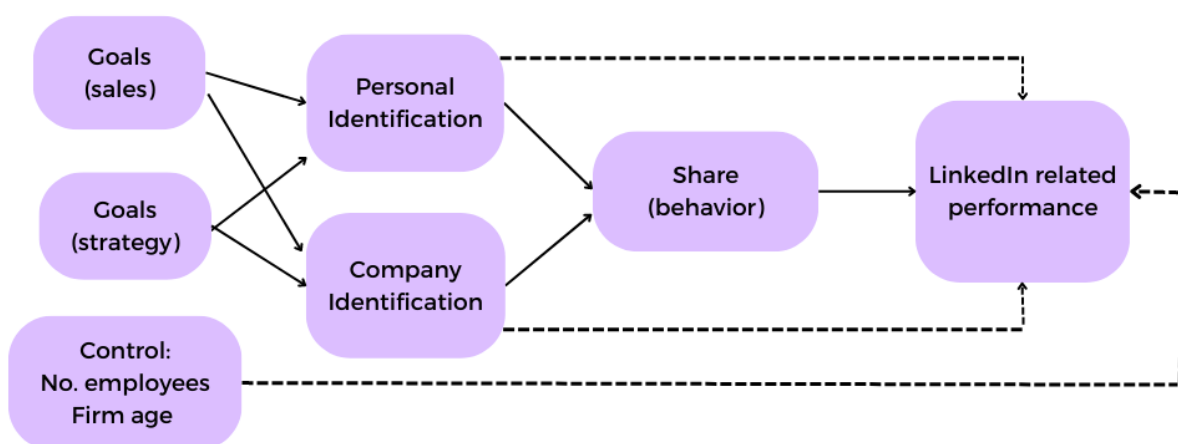 Goals
(sales)
Personal
Identification
Goals
(strategy)
Company
Identification
Share
(behavior)
LinkedIn related
performance
Control:
No. employees
Firm age